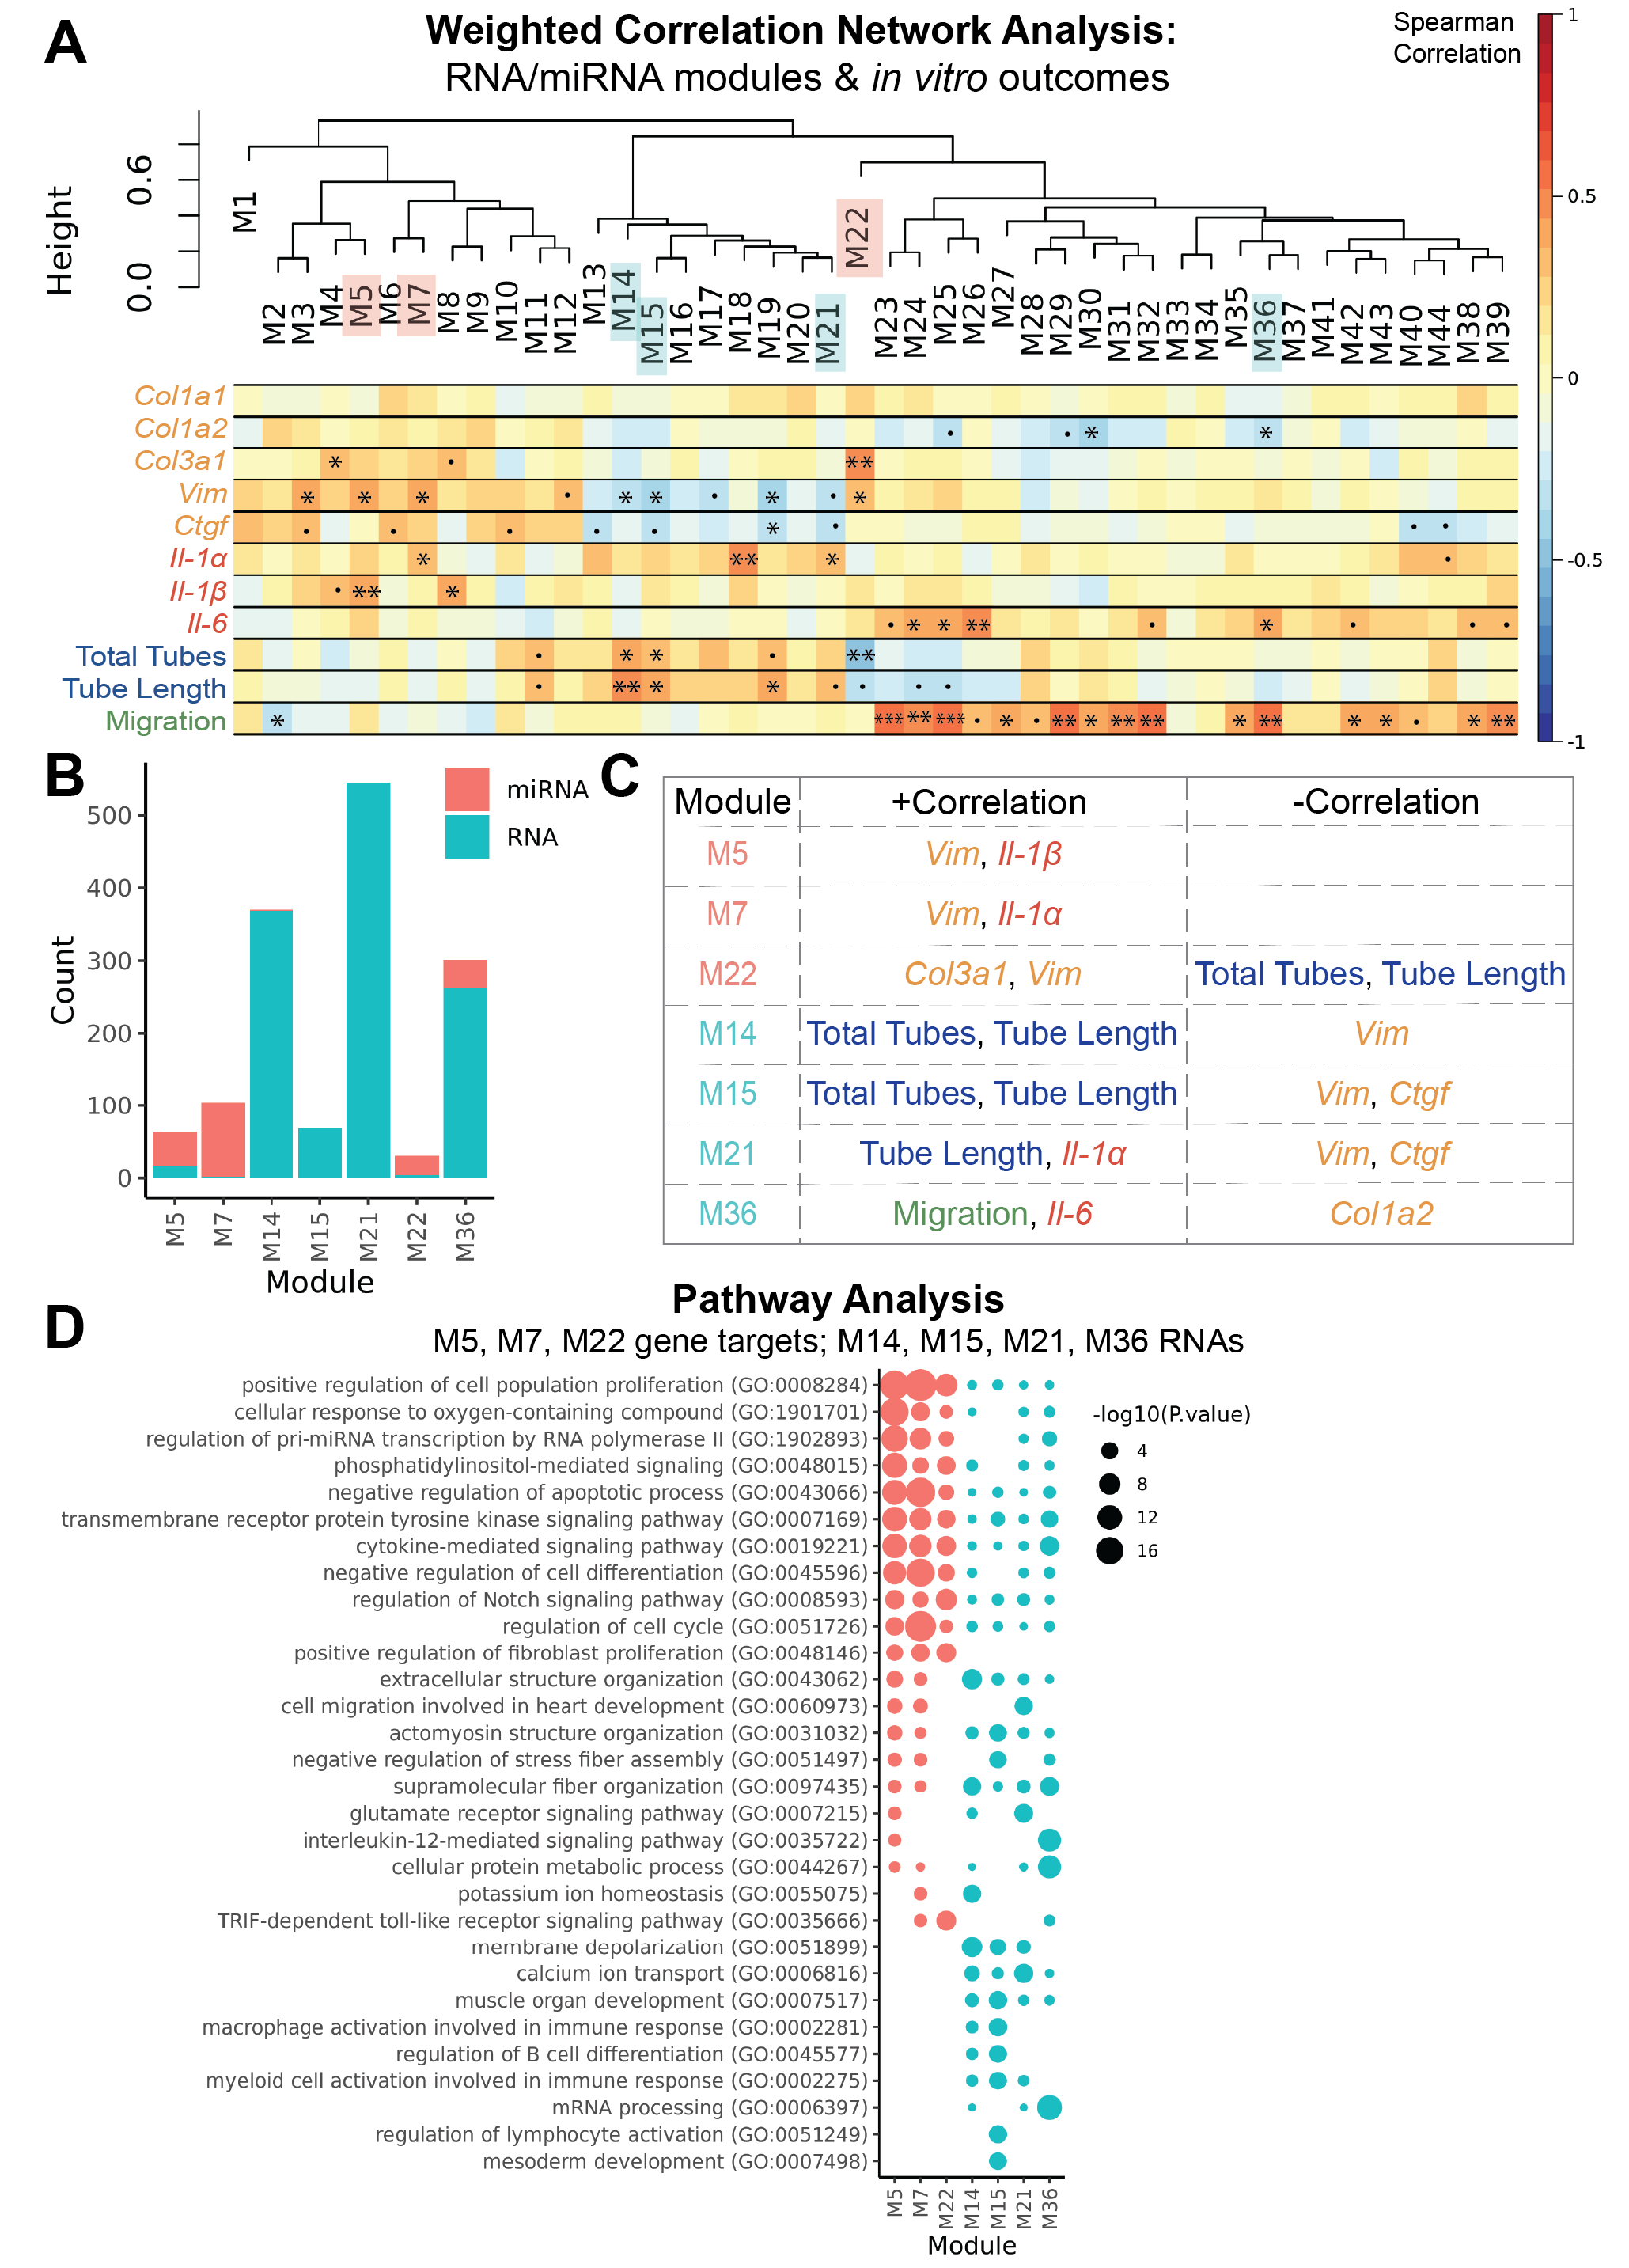 A
Weighted Correlation Network Analysis:
RNA/miRNA modules & in vitro outcomes
Spearman
Correlation
1
0.5
0
-0.5
-1
Height
0.6
0.0
M1 M2 M3 M4 M5 M6 M7 M8 M9 M10 M11 M12 M13 M14 M15 M16 M17 M18 M19 M20 M21 M22 M23 M24 M25 M26 M27 M28 M29 M30 M31 M32 M33 M34 M35 M36 M37 M41 M42 M43 M40 M44 M38 M39
Col1a1
Col1a2 • • * *
Col3a1 * • **
Vim * * * • * * • * • *
Ctgf • • • • • * • • •
Il-1α * ** * •
Il-1β • ** *
Il-6 • * * ** • * • • •
Total Tubes • * * • **
Tube Length • ** * * • • • •
Migration * *** ** *** • * • ** * ** ** * ** * * • * **
B
miRNA
RNA
Count
500
400
300
200
100
0
M5 M7 M14 M15 M21 M22 M36
Module
C
Module +Correlation -Correlation
M5 Vim, Il-1β
M7 Vim, Il-1α
M22 Col3a1, Vim Total Tubes, Tube Length
M14 Total Tubes, Tube Length Vim
M15 Total Tubes, Tube Length Vim, Ctgf
M21 Tube Length, Il-1α Vim, Ctgf
M36 Migration, Il-6 Col1a2
D
Pathway Analysis
M5, M7, M22 gene targets; M14, M15, M21, M36 RNAs
positive regulation of cell population proliferation (GO:0008284)
cellular response to oxygen-containing compound (GO:1901701)
regulation of pri-miRNA transcription by RNA polymerase II (GO:1902893)
phosphatidylinositol-mediated signaling (GO:0048015)
negative regulation of apoptotic process (GO:0043066)
transmembrane receptor protein tyrosine kinase signaling pathway (GO:0007169)
cytokine-mediated signaling pathway (GO:0019221)
negative regulation of cell differentiation (GO:0045596)
regulation of Notch signaling pathway (GO:0008593)
regulation of cell cycle (GO:0051726)
positive regulation of fibroblast proliferation (GO:0048146)
extracellular structure organization (GO:0043062)
cell migration involved in heart development (GO:0060973)
actomyosin structure organization (GO:0031032)
negative regulation of stress fiber assembly (GO:0051497)
supramolecular fiber organization (GO:0097435)
glutamate receptor signaling pathway (GO:0007215)
interleukin-12-mediated signaling pathway (GO:0035722)
cellular protein metabolic process (GO:0044267)
potassium ion homeostasis (GO:0055075)
TRIF-dependent toll-like receptor signaling pathway (GO:0035666)
membrane depolarization (GO:0051899)
calcium ion transport (GO:0006816)
muscle organ development (GO:0007517)
macrophage activation involved in immune response (GO:0002281)
regulation of B cell differentiation (GO:0045577)
myeloid cell activation involved in immune response (GO:0002275)
mRNA processing (GO:0006397)
regulation of lymphocyte activation (GO:0051249)
mesoderm development (GO:0007498)
M5 M7 M22 M14 M15 M21 M36
Module
-log10(P.value)
4
8
12
16